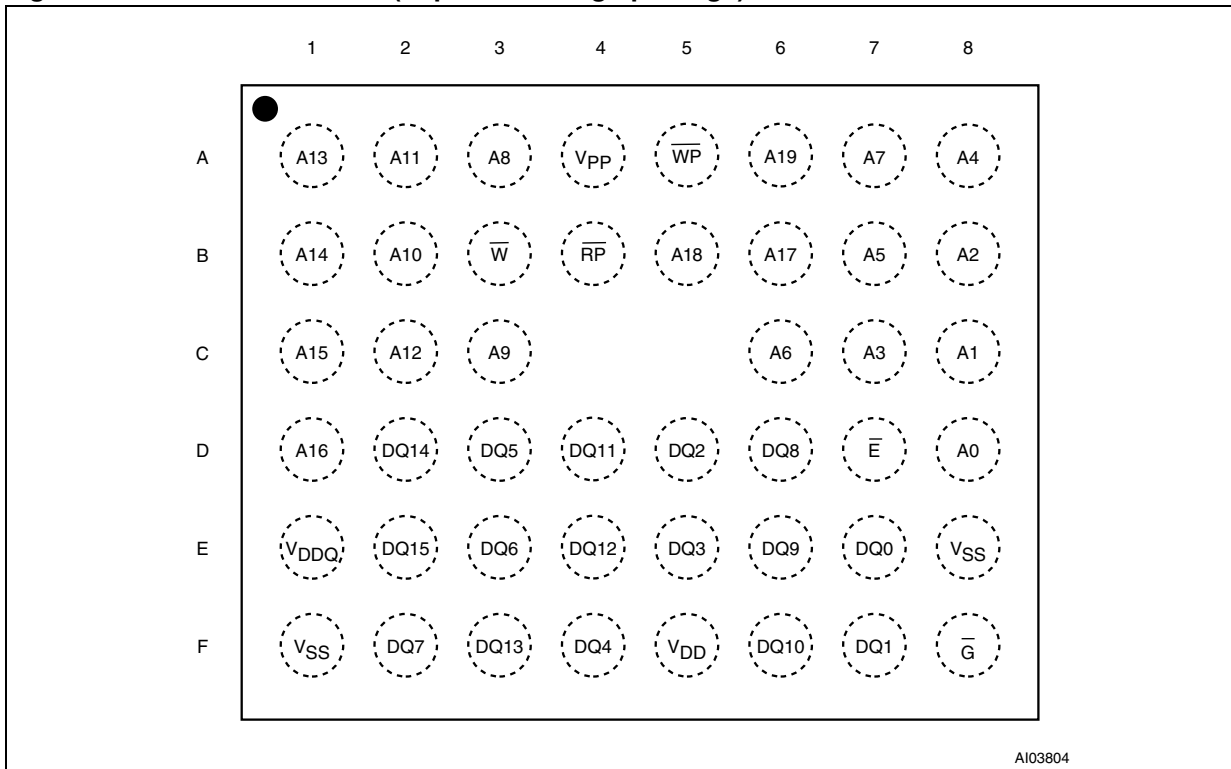 1 2 3 4 5 6 7 8
A A13 A11 A8 VPP W̅P̅ A19 A7 A4
B A14 A10 W̅ R̅P̅ A18 A17 A5 A2
C A15 A12 A9 A6 A3 A1
D A16 DQ14 DQ5 DQ11 DQ2 DQ8 E̅ A0
E VDDQ DQ15 DQ6 DQ12 DQ3 DQ9 DQ0 VSS
F VSS DQ7 DQ13 DQ4 VDD DQ10 DQ1 G̅
AI03804